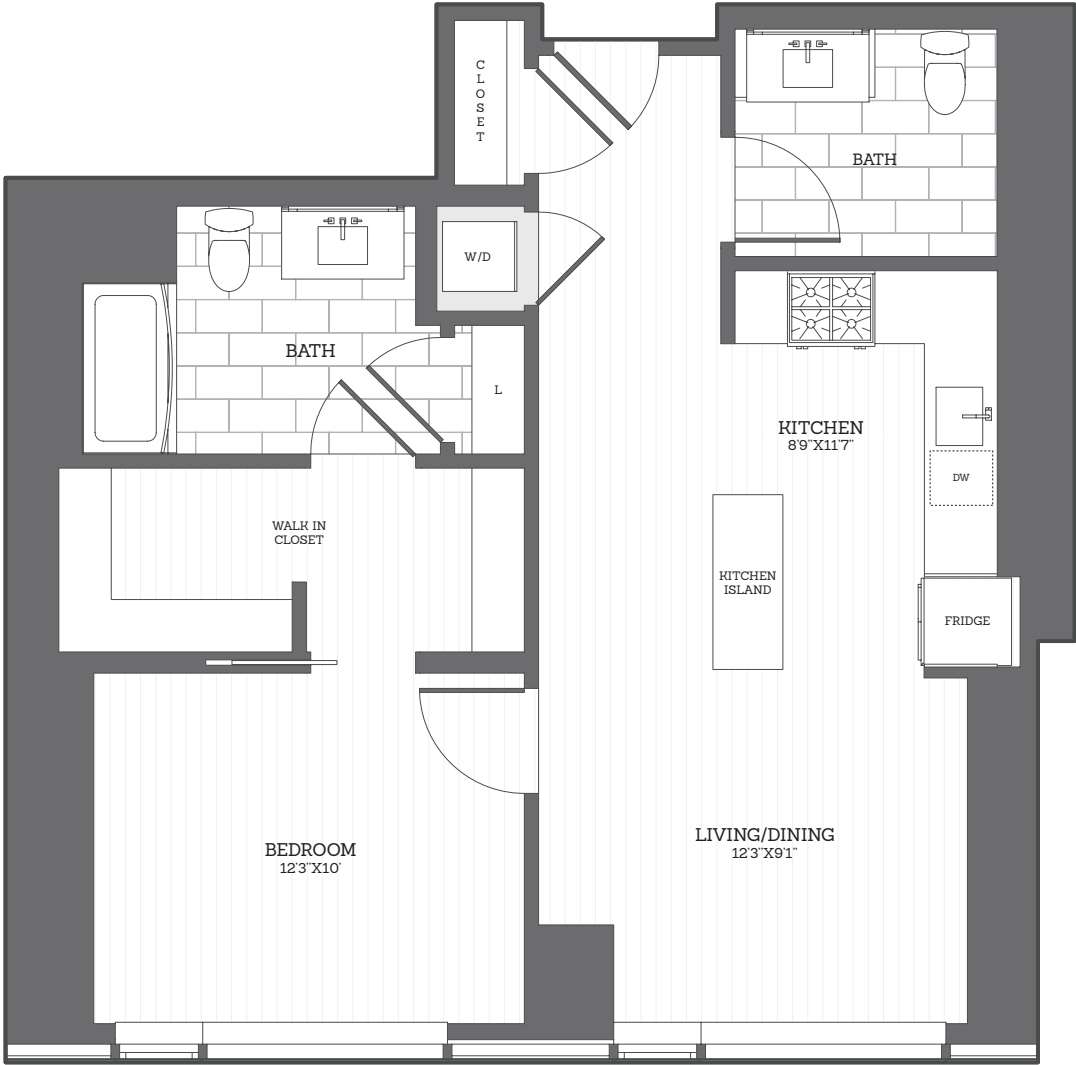 CLOSET
BATH
W/D
BATH
L
KITCHEN
8'9"X11'7"
DW
WALK IN
CLOSET
KITCHEN
ISLAND
FRIDGE
LIVING/DINING
12'3"X9'1"
BEDROOM
12'3"X10'